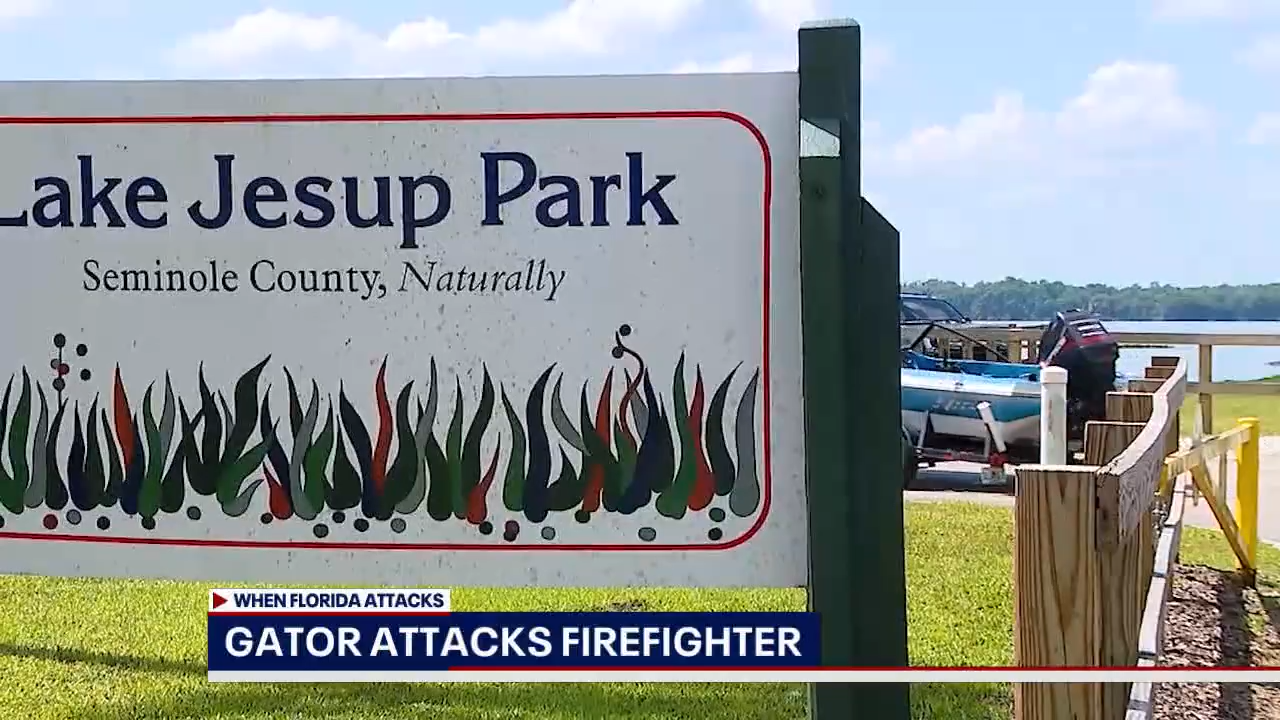 Lake Jesup Park
Seminole County, Naturally
WHEN FLORIDA ATTACKS
GATOR ATTACKS FIREFIGHTER